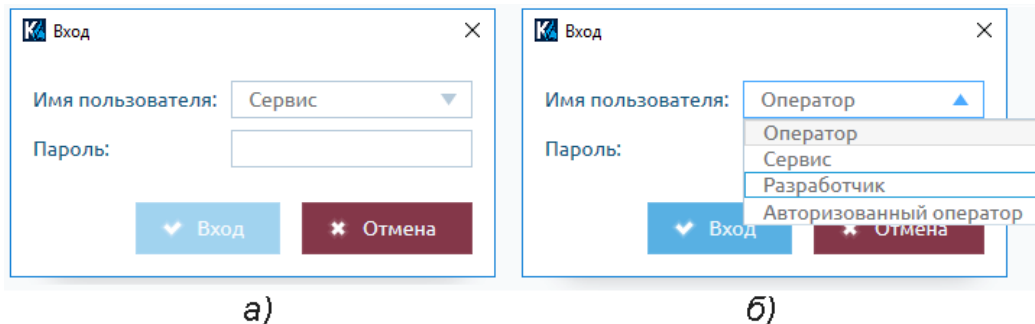 Вход
Имя пользователя: Сервис
Пароль:
Вход Отмена
а)
Вход
Имя пользователя: Оператор
Оператор
Пароль:
Сервис
Разработчик
Авторизованный оператор
Вход Отмена
б)